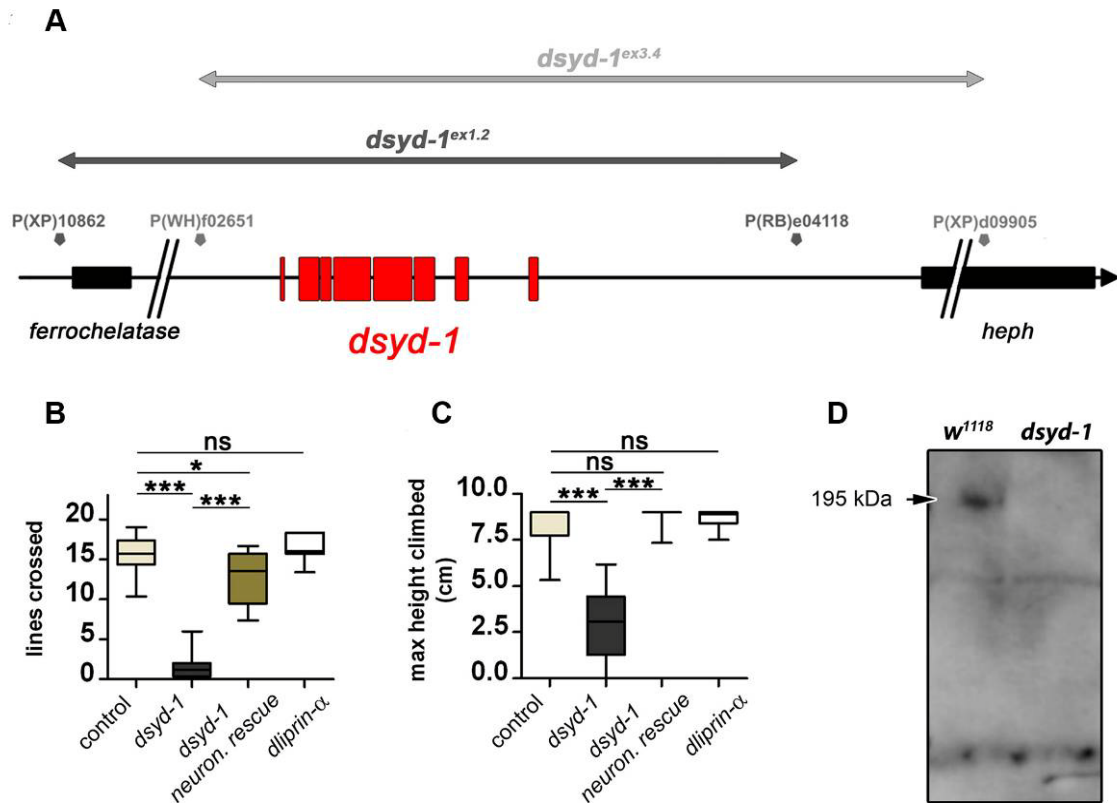 A
dsyd-1ex3.4
dsyd-1ex1.2
P(XP)10862 P(WH)f02651 P(RB)e04118 P(XP)d09905
ferrochelatase dsyd-1 heph
B
ns
*
***
***
20
15
10
5
0
lines crossed
control
dsyd-1
dsyd-1
neuron. rescue
dliprin-α
C
ns
ns
***
***
10.0
7.5
5.0
2.5
0.0
max height climbed
(cm)
control
dsyd-1
dsyd-1
neuron. rescue
dliprin-α
D
w1118 dsyd-1
195 kDa